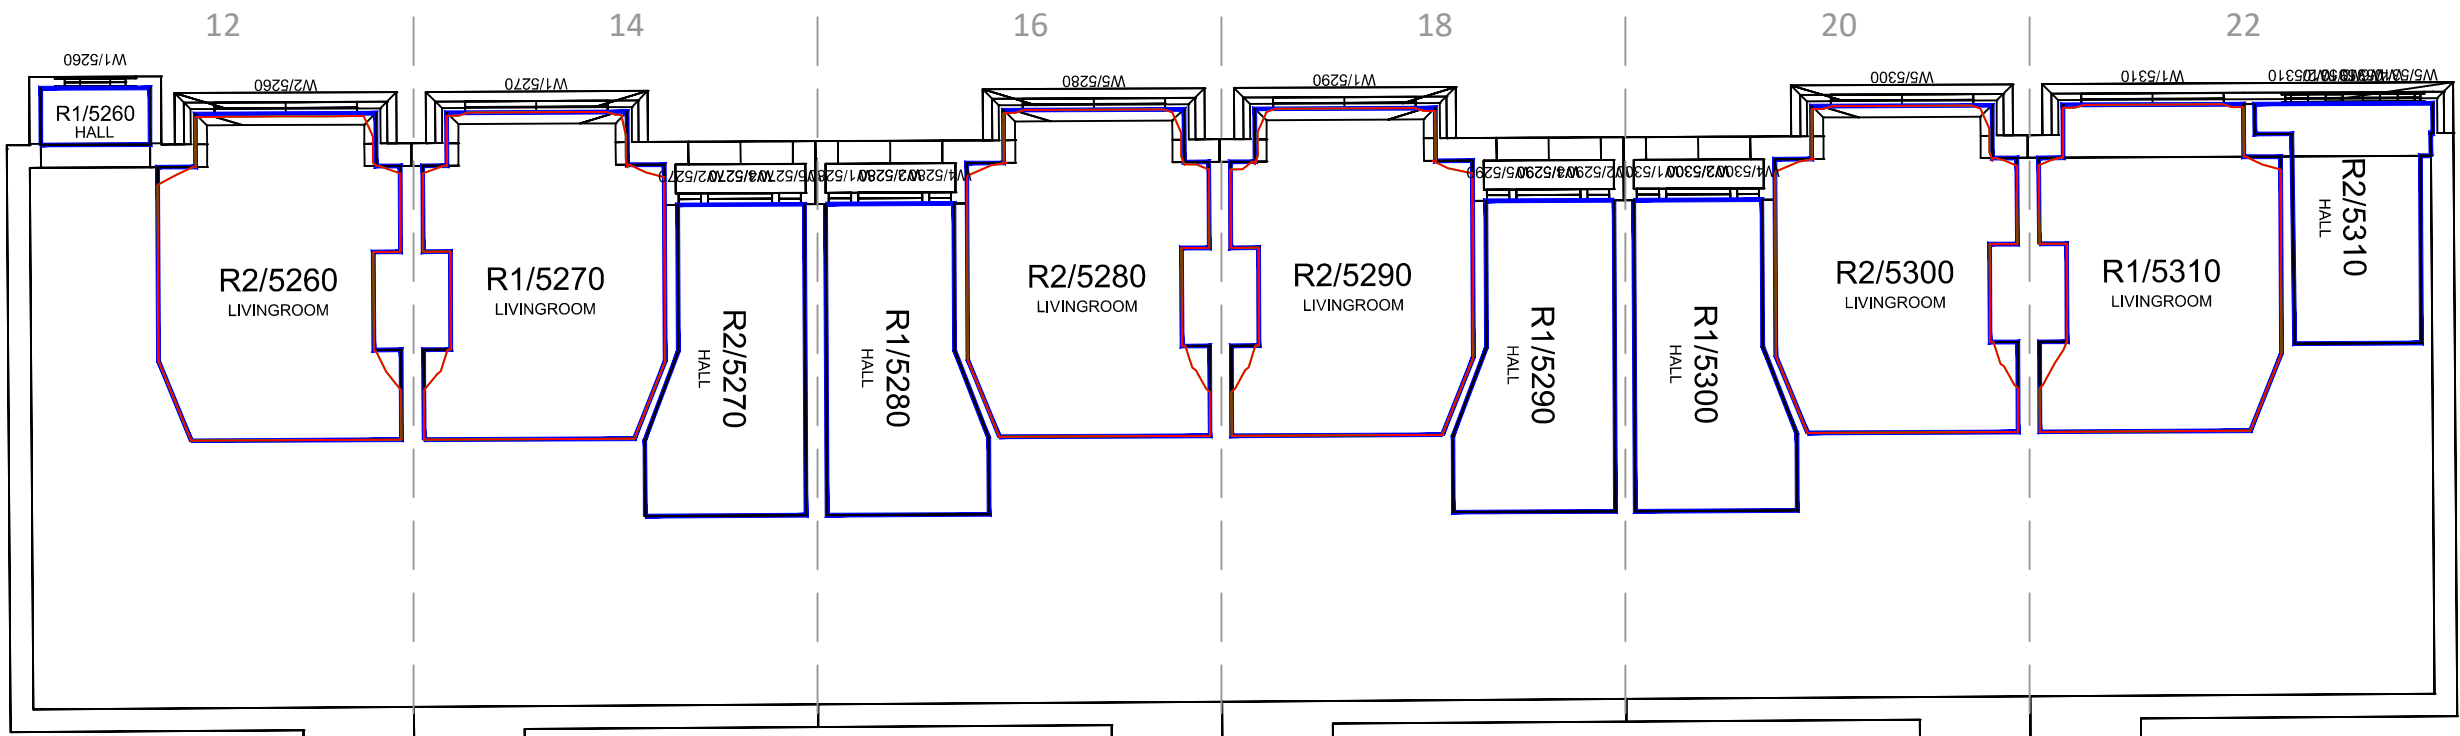 12
14
16
18
20
22
W1/5260
W2/5260
W1/5270
W5/5280
W1/5290
W5/5300
W1/5310
R1/5260
HALL
R2/5260
LIVINGROOM
R1/5270
LIVINGROOM
R2/5270
HALL
R1/5280
HALL
R2/5280
LIVINGROOM
R2/5290
LIVINGROOM
R1/5290
HALL
R1/5300
HALL
R2/5300
LIVINGROOM
R1/5310
LIVINGROOM
R2/5310
HALL